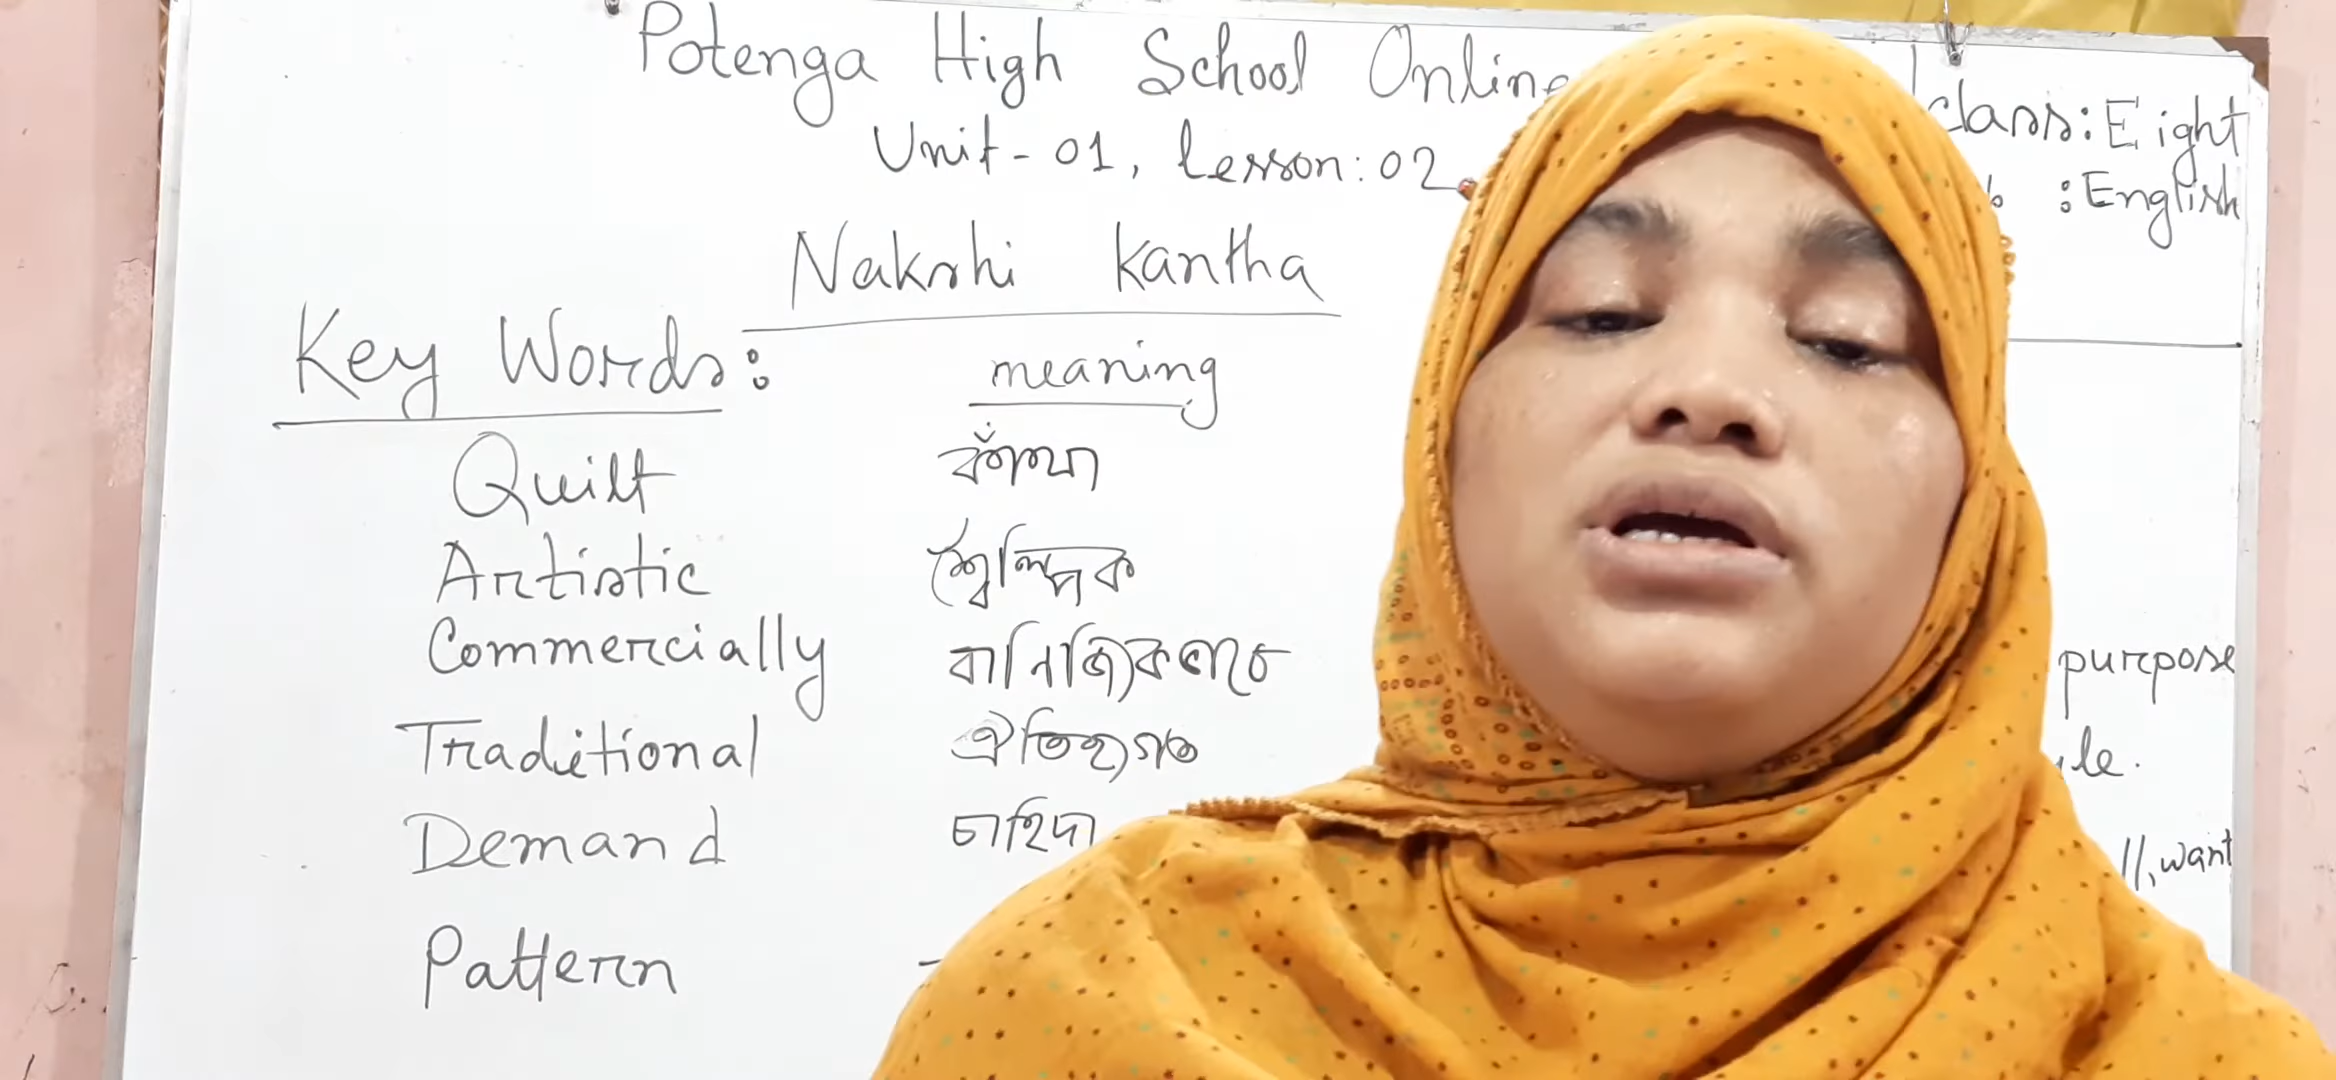 Potenga High School Online
class: Eight
Unit - 01, lesson: 02.
: English
Nakshi Kantha
Key Words: meaning
Quilt কাঁথা
Artistic শৈল্পিক
Commercially বানিজ্যিকভাবে
purpose
Traditional ঐতিহ্যগত
Demand চাহিদা
want
Pattern